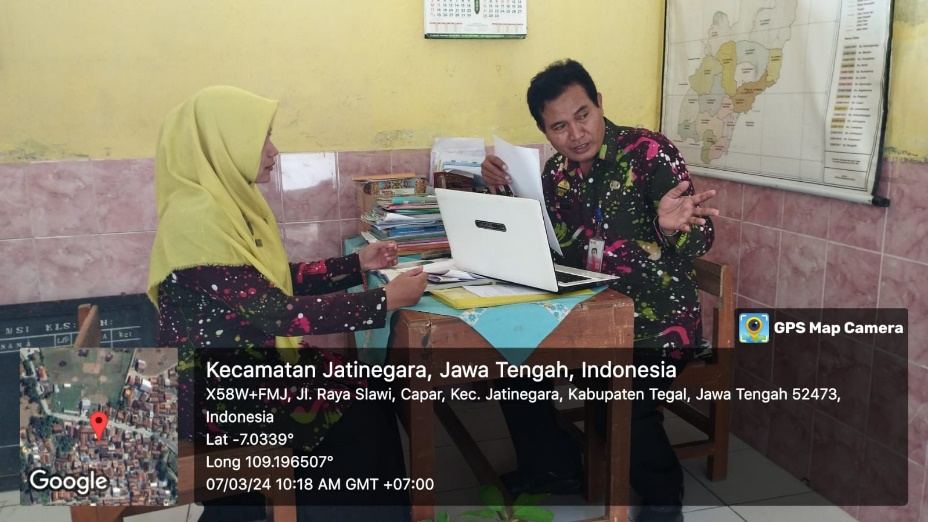 GPS Map Camera
Kecamatan Jatinegara, Jawa Tengah, Indonesia
X58W+FMJ, Jl. Raya Slawi, Capar, Kec. Jatinegara, Kabupaten Tegal, Jawa Tengah 52473,
Indonesia
Lat -7.0339°
Long 109.196507°
07/03/24 10:18 AM GMT +07:00
Google